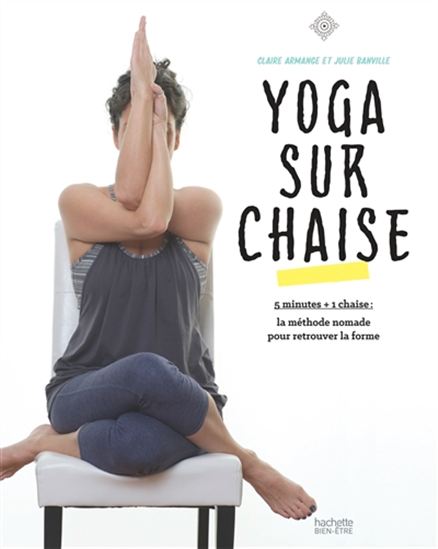 CLAIRE ARMANGE ET JULIE BANVILLE
YOGA
SUR
CHAISE
5 minutes + 1 chaise :
la méthode nomade
pour retrouver la forme
hachette
BIEN-ÊTRE